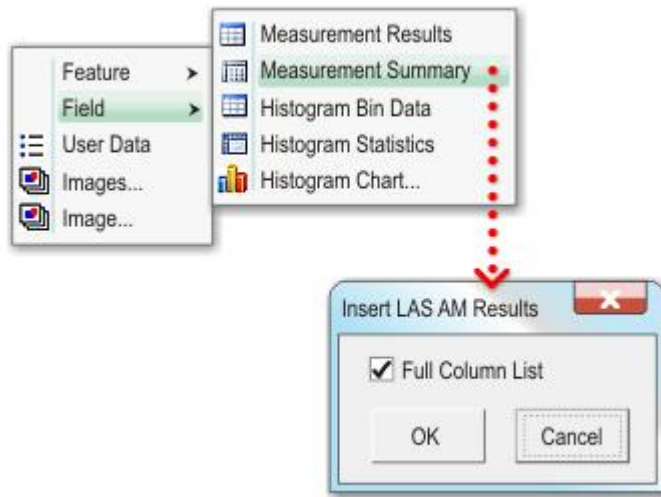 Feature
Field
User Data
Images...
Image...
Measurement Results
Measurement Summary
Histogram Bin Data
Histogram Statistics
Histogram Chart...
Insert LAS AM Results
Full Column List
OK
Cancel